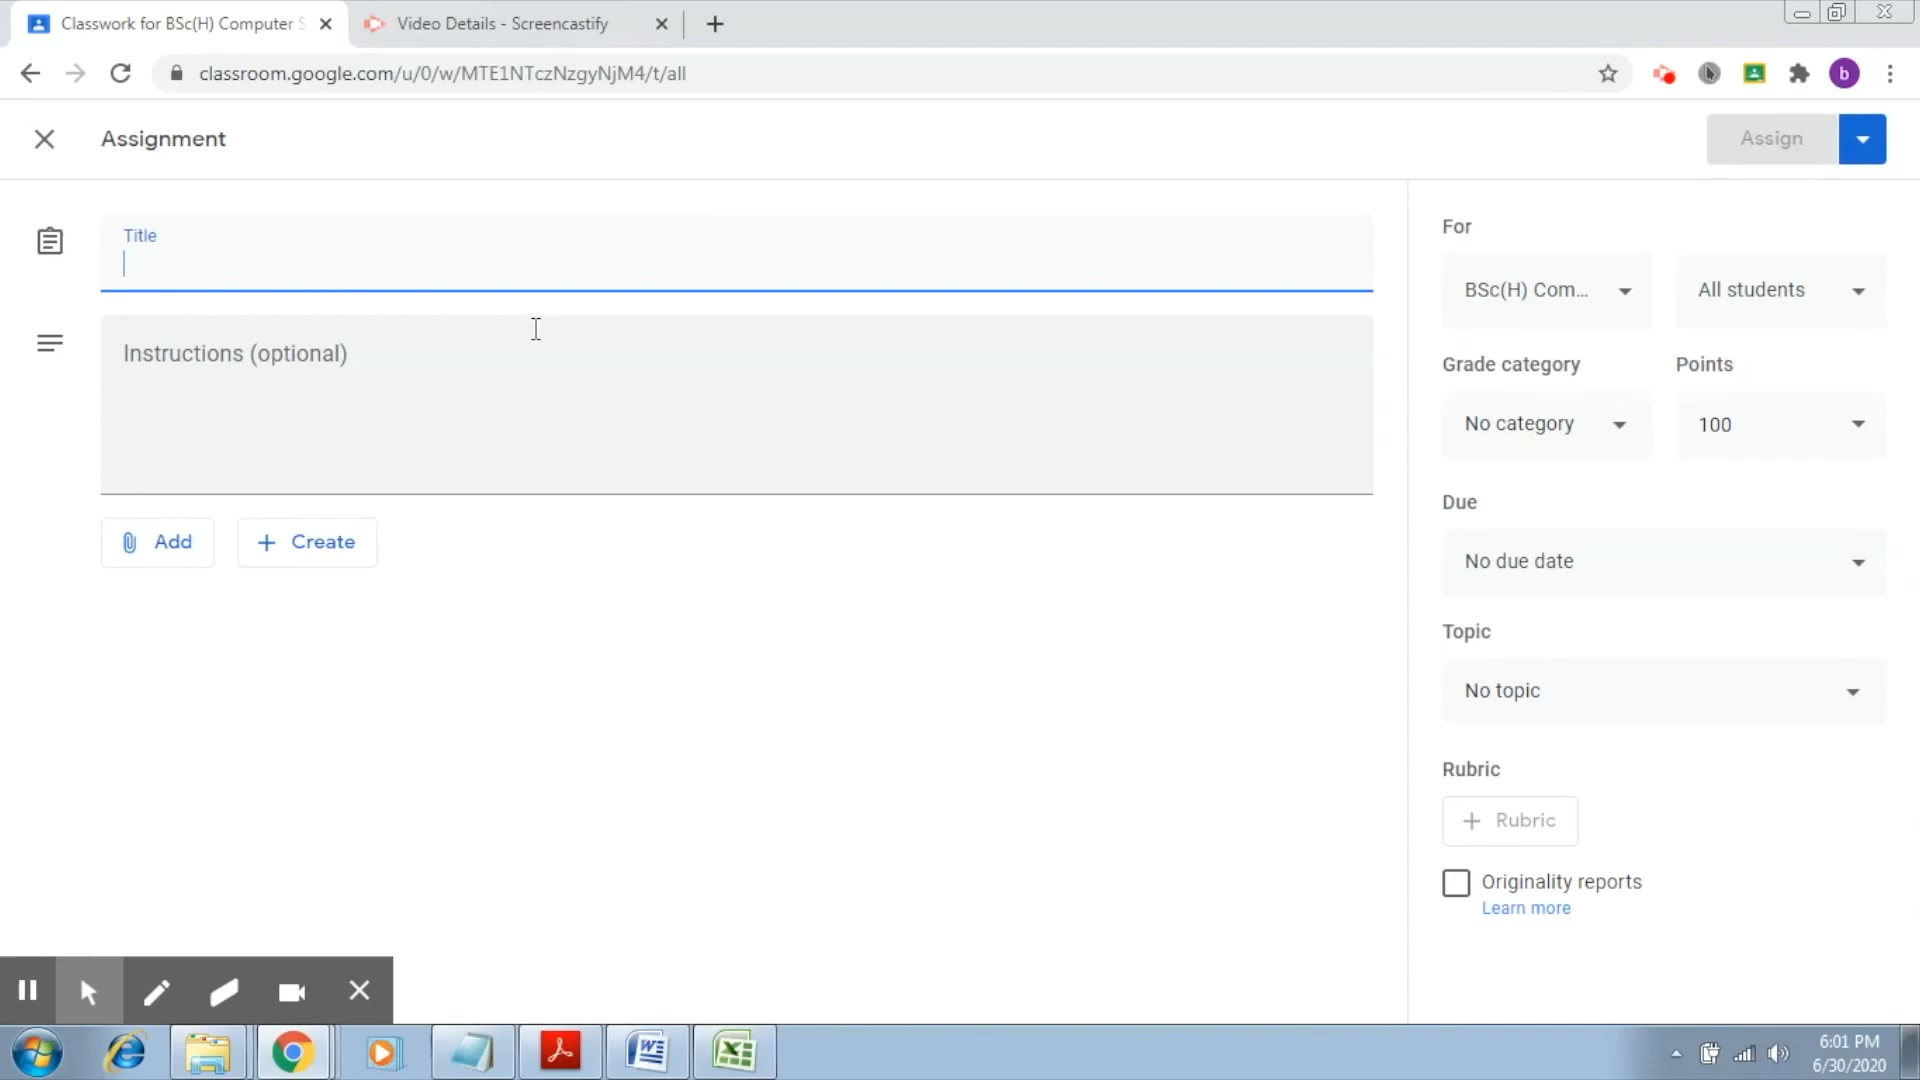 Classwork for BSc(H) Computer S
Video Details - Screencastify
classroom.google.com/u/0/w/MTE1NTczNzgyNjM4/t/all
b
Assignment
Assign
Title
Instructions (optional)
Add
Create
For
BSc(H) Com...
All students
Grade category
Points
No category
100
Due
No due date
Topic
No topic
Rubric
Rubric
Originality reports
Learn more
6:01 PM
6/30/2020